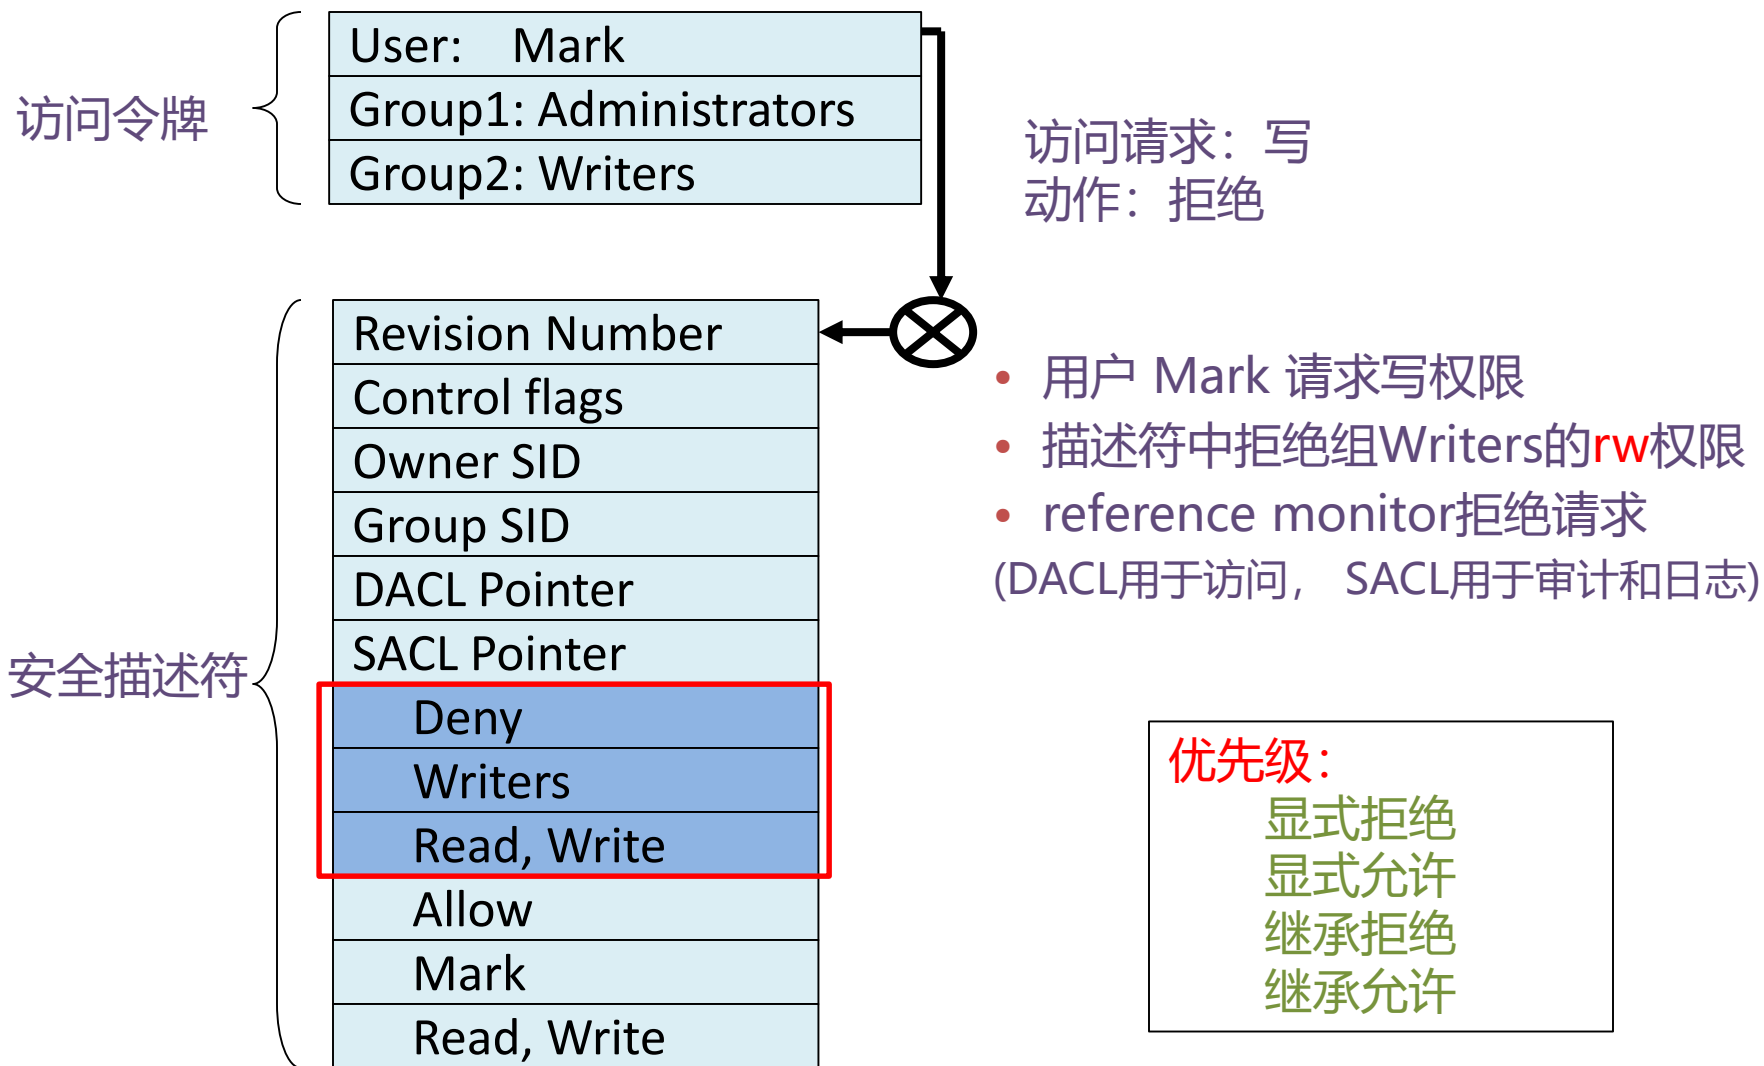 访问令牌
User: Mark
Group1: Administrators
Group2: Writers
访问请求：写
动作：拒绝
安全描述符
Revision Number
Control flags
Owner SID
Group SID
DACL Pointer
SACL Pointer
Deny
Writers
Read, Write
Allow
Mark
Read, Write
• 用户 Mark 请求写权限
• 描述符中拒绝组Writers的rw权限
• reference monitor拒绝请求
(DACL用于访问， SACL用于审计和日志)
优先级：
显式拒绝
显式允许
继承拒绝
继承允许